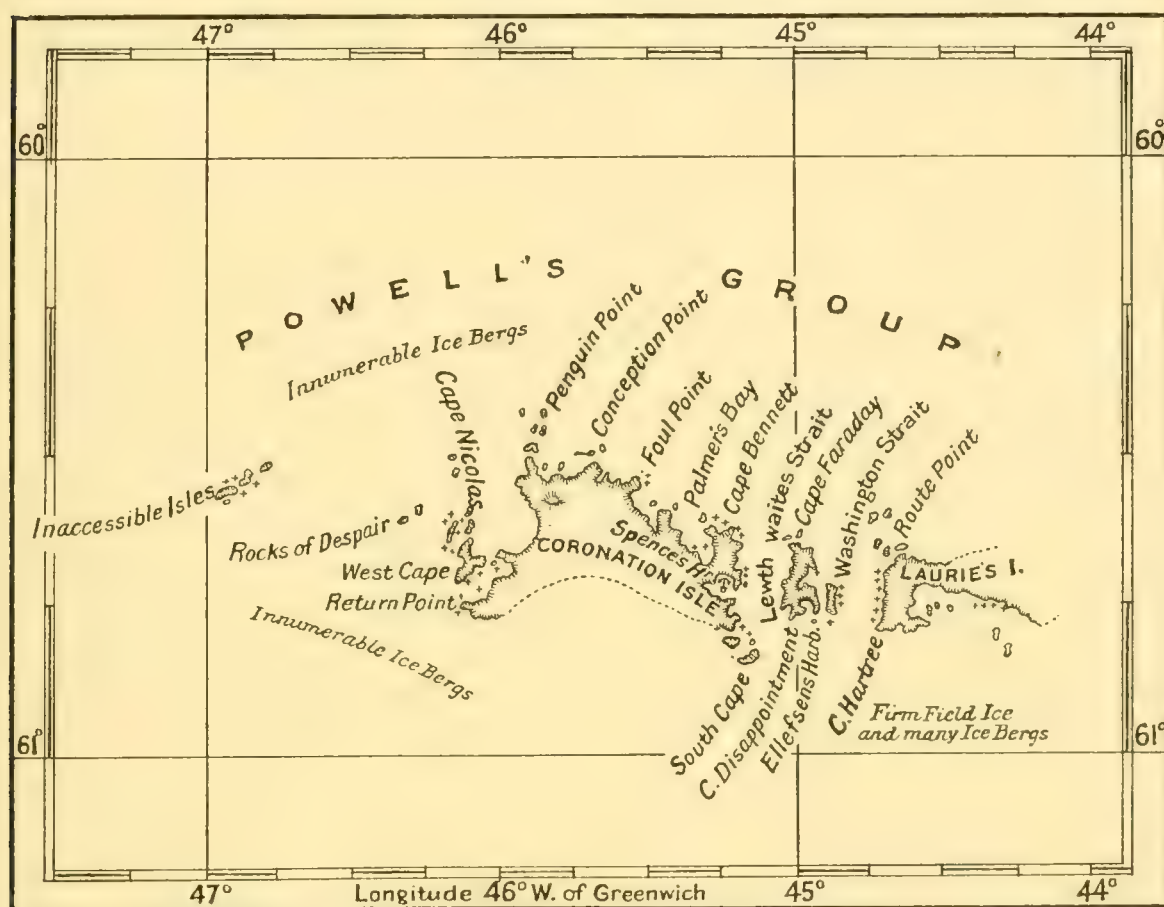 47° 46° 45° 44°
60° 60°
POWELL'S GROUP
Innumerable Ice Bergs
Penguin Point
Conception Point
Cape Nicolas
Foul Point
Palmer's Bay
Cape Bennett
Lewthwaites Strait
Cape Faraday
Washington Strait
Route Point
Inaccessible Isles
Rocks of Despair
West Cape
Return Point
Spences H.
CORONATION ISLE
LAURIE'S I.
Innumerable Ice Bergs
South Cape
C. Disappointment
Ellefsens Harb.
C. Hartree
Firm Field Ice
and many Ice Bergs
61° 61°
47° Longitude 46° W. of Greenwich 45° 44°